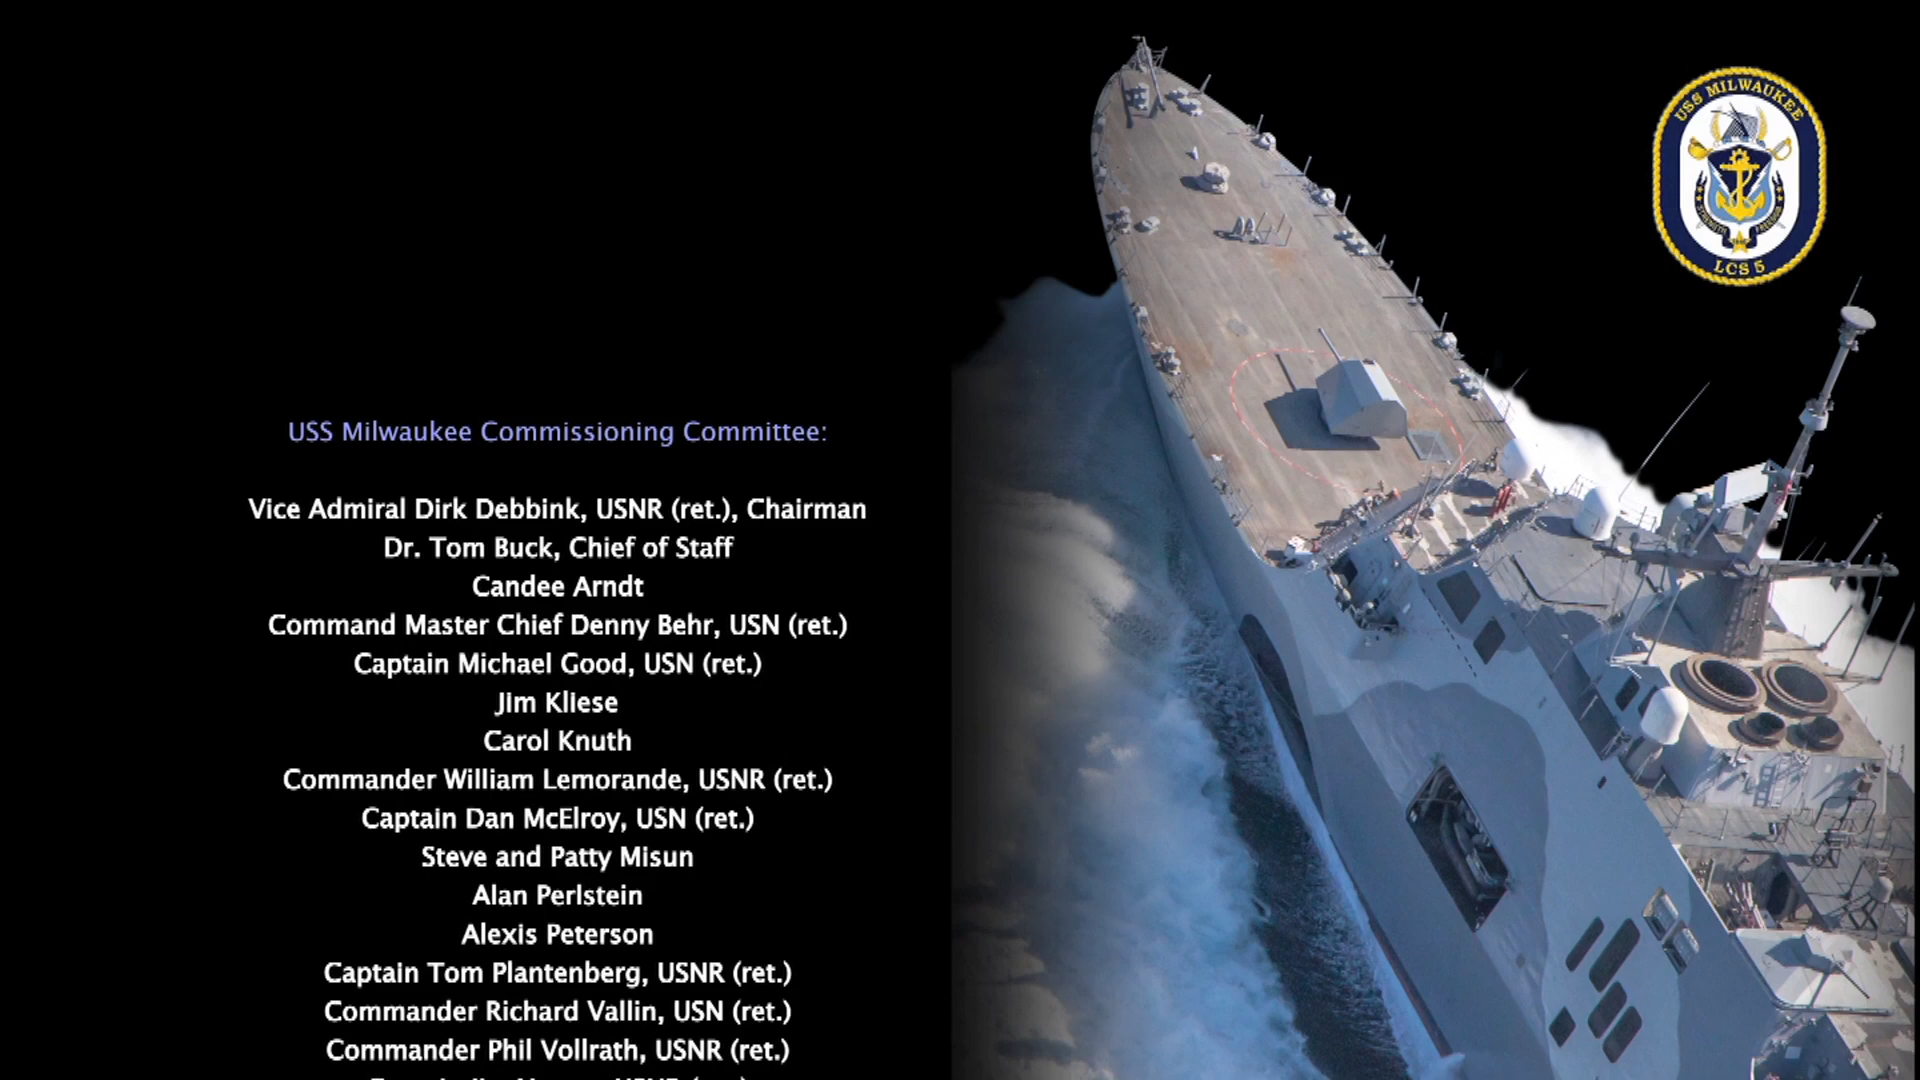 USS MILWAUKEE
LCS 5
USS Milwaukee Commissioning Committee:
Vice Admiral Dirk Debbink, USNR (ret.), Chairman
Dr. Tom Buck, Chief of Staff
Candee Arndt
Command Master Chief Denny Behr, USN (ret.)
Captain Michael Good, USN (ret.)
Jim Kliese
Carol Knuth
Commander William Lemorande, USNR (ret.)
Captain Dan McElroy, USN (ret.)
Steve and Patty Misun
Alan Perlstein
Alexis Peterson
Captain Tom Plantenberg, USNR (ret.)
Commander Richard Vallin, USN (ret.)
Commander Phil Vollrath, USNR (ret.)